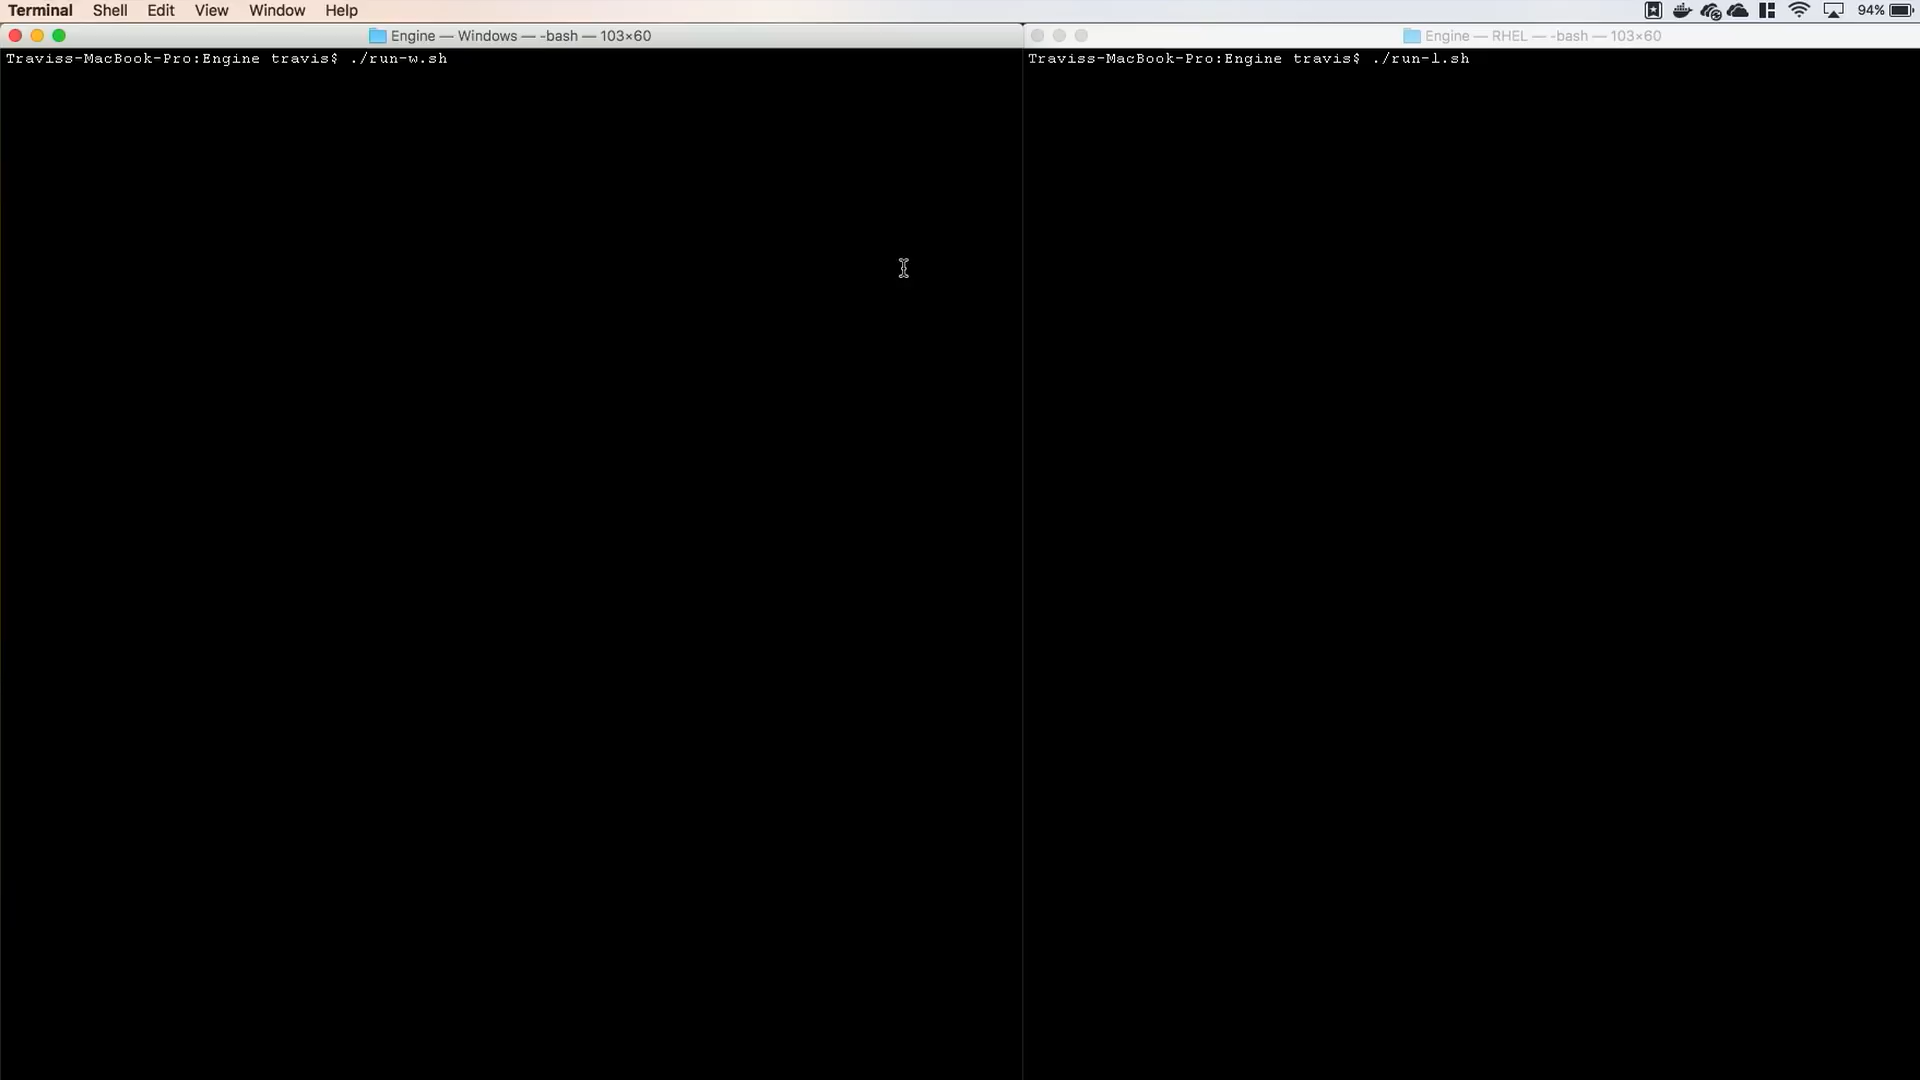 Terminal Shell Edit View Window Help 94%
Engine — Windows — -bash — 103×60
Traviss-MacBook-Pro:Engine travis$ ./run-w.sh
Engine — RHEL — -bash — 103×60
Traviss-MacBook-Pro:Engine travis$ ./run-l.sh